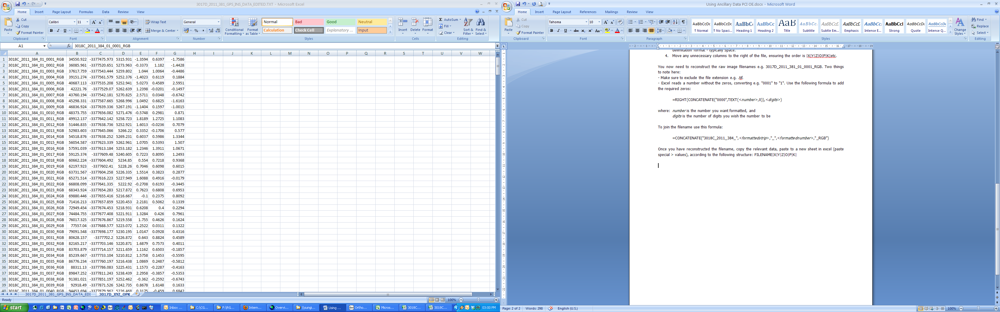 3017D_2011_381_GPS_INS_DATA_EDITED.TXT - Microsoft Excel
Home Insert Page Layout Formulas Data Review View
Paste Cut Copy Format Painter Calibri 11 Wrap Text Merge & Center General
Conditional Formatting Format as Table Normal Bad Good Neutral Calculation Check Cell Explanatory ... Input
Insert Delete Format AutoSum Fill Clear Sort & Filter Find & Select
Clipboard Font Alignment Number Styles Cells Editing
A1 fx 3018C_2011_384_01_0001_RGB
A B C D E F G H I J K L M N O P Q R S T U V W
1 3018C_2011_384_01_0001_RGB 34550.922 -3377475.973 5315.931 -1.3594 0.6397 -1.7586
2 3018C_2011_384_01_0002_RGB 36085.961 -3377520.651 5273.963 -0.3373 1.182 -1.4428
3 3018C_2011_384_01_0003_RGB 37617.759 -3377543.444 5259.802 1.044 1.0064 -0.4486
4 3018C_2011_384_01_0004_RGB 39151.274 -3377561.579 5252.376 -1.4023 0.6119 0.1884
5 3018C_2011_384_01_0005_RGB 40687.113 -3377535.208 5252.941 5.0273 0.4589 2.5951
6 3018C_2011_384_01_0006_RGB 42221.76 -3377529.07 5262.639 1.2398 -0.0201 -0.1497
7 3018C_2011_384_01_0007_RGB 43760.194 -3377542.181 5270.825 2.5711 0.0348 -0.6742
8 3018C_2011_384_01_0008_RGB 45298.331 -3377587.665 5268.996 1.0492 0.6825 -1.6163
9 3018C_2011_384_01_0009_RGB 46836.924 -3377639.336 5267.191 -1.1404 0.1597 -1.0015
10 3018C_2011_384_01_0010_RGB 48373.755 -3377656.082 5271.476 -0.5748 0.2981 0.871
11 3018C_2011_384_01_0011_RGB 49912.137 -3377642.142 5258.723 1.8189 1.2725 1.1083
12 3018C_2011_384_01_0012_RGB 51446.835 -3377638.736 5252.921 1.6013 -0.0236 0.7079
13 3018C_2011_384_01_0013_RGB 52983.603 -3377645.066 5266.22 0.3352 -0.1706 0.577
14 3018C_2011_384_01_0014_RGB 54518.876 -3377638.252 5269.231 0.6037 0.5986 1.3344
15 3018C_2011_384_01_0015_RGB 56054.587 -3377623.339 5262.961 1.0705 0.5393 1.507
16 3018C_2011_384_01_0016_RGB 57591.039 -3377613.184 5253.182 1.2346 1.3911 1.0671
17 3018C_2011_384_01_0017_RGB 59125.374 -3377609.48 5240.605 0.7223 0.8095 1.2493
18 3018C_2011_384_01_0018_RGB 60662.224 -3377604.492 5234.85 0.554 0.7218 0.9368
19 3018C_2011_384_01_0019_RGB 62197.923 -3377602.41 5228.26 0.7046 0.6098 0.6015
20 3018C_2011_384_01_0020_RGB 63731.567 -3377604.258 5226.335 1.5514 0.3823 0.2877
21 3018C_2011_384_01_0021_RGB 65271.514 -3377616.223 5227.949 1.6088 0.4916 -0.0179
22 3018C_2011_384_01_0022_RGB 66808.099 -3377641.335 5222.92 -0.2708 0.6193 -0.3445
23 3018C_2011_384_01_0023_RGB 68343.924 -3377654.283 5217.872 0.7623 0.6808 0.6953
24 3018C_2011_384_01_0024_RGB 69880.446 -3377655.416 5216.667 -0.1 0.2375 0.8092
25 3018C_2011_384_01_0025_RGB 71416.213 -3377657.859 5220.453 2.2181 0.5062 0.1339
26 3018C_2011_384_01_0026_RGB 72949.454 -3377674.453 5218.931 0.6208 0.4 0.2294
27 3018C_2011_384_01_0027_RGB 74484.755 -3377677.408 5221.911 1.3284 0.426 0.7961
28 3018C_2011_384_01_0028_RGB 76017.325 -3377676.867 5219.558 1.755 0.4626 0.1624
29 3018C_2011_384_01_0029_RGB 77557.04 -3377688.577 5223.072 1.2522 0.0311 0.1322
30 3018C_2011_384_01_0030_RGB 79091.548 -3377698.177 5230.195 1.0147 0.0928 0.4316
31 3018C_2011_384_01_0031_RGB 80628.157 -3377702.2 5226.872 0.643 0.8824 0.4589
32 3018C_2011_384_01_0032_RGB 82165.217 -3377703.146 5220.871 1.6879 0.7573 0.4011
33 3018C_2011_384_01_0033_RGB 83703.879 -3377714.157 5211.659 1.1162 0.6503 -0.1857
34 3018C_2011_384_01_0034_RGB 85239.667 -3377733.104 5210.812 1.5758 0.1453 -0.5595
35 3018C_2011_384_01_0035_RGB 86776.234 -3377760.197 5216.438 1.0869 0.2487 -0.5812
36 3018C_2011_384_01_0036_RGB 88311.13 -3377786.083 5225.431 1.1573 -0.2287 -0.4163
37 3018C_2011_384_01_0037_RGB 89847.252 -3377811.243 5238.439 2.2958 -0.3857 -0.5353
38 3018C_2011_384_01_0038_RGB 91381.021 -3377851.197 5252.462 -0.362 -0.2592 -0.6743
39 3018C_2011_384_01_0039_RGB 92918.49 -3377871.526 5242.735 0.8678 1.6148 0.1633
40 3018C_2011_384_01_0040_RGB 94453.694 -3377879.962 5226.468 0.3175 -0.459 0.6842
3017D_2011_381_GPS_INS_DATA_EDI 3017D_XYZ_OPK
Ready 100%
Using Ancillary Data PCI OE.docx - Microsoft Word
Home Insert Page Layout References Mailings Review View
Paste Cut Copy Format Painter Tahoma 10
AaBbCcDc ¶ Normal AaBbCcDc ¶ No Spaci... AaBbC Heading 1 AaBbCc Heading 2 AaB Title AaBbCc. Subtitle AaBbCcD Subtle Em... AaBbCcD Emphasis AaBbCcD Intense E... AaBbCcD Strong AaBbCcDc Quote AaBbCcDc Intense Q... Change Styles
Find Replace Select
Clipboard Font Paragraph Styles Editing
delimitation format - typically Space.
4. Move any unnecessary columns to the right of the file, ensuring the order is |X|Y|Z|O|P|K|etc.
You now need to reconstruct the raw image filenames e.g. 3017D_2011_381_01_0001_RGB. Two things
to note here:
- Make sure to exclude the file extension e.g. .tif.
- Excel reads a number without the zeros, converting e.g. "0001" to "1". Use the following formula to add
the required zeros:
=RIGHT(CONCATENATE("0000",TEXT(<number>,0)),<digits>)
where: number is the number you want formatted, and
digits is the number of digits you wish the number to be
To join the filename use this formula:
=CONCATENATE("3018C_2011_384_",<formattedstrip>,"_",<formattednumber>,"_RGB")
Once you have reconstructed the filename, copy the relevant data, paste to a new sheet in excel (paste
special > values), according to the following structure: FILENAME|X|Y|Z|O|P|K|
Page: 2 of 2 Words: 298 English (U.S.) 100%
start Inbox ... C:\CG... F:\RG... Intern... Overvi... \\sungi... Using ... Ortho... Micros... 3018C... 3018C... 03:00 PM